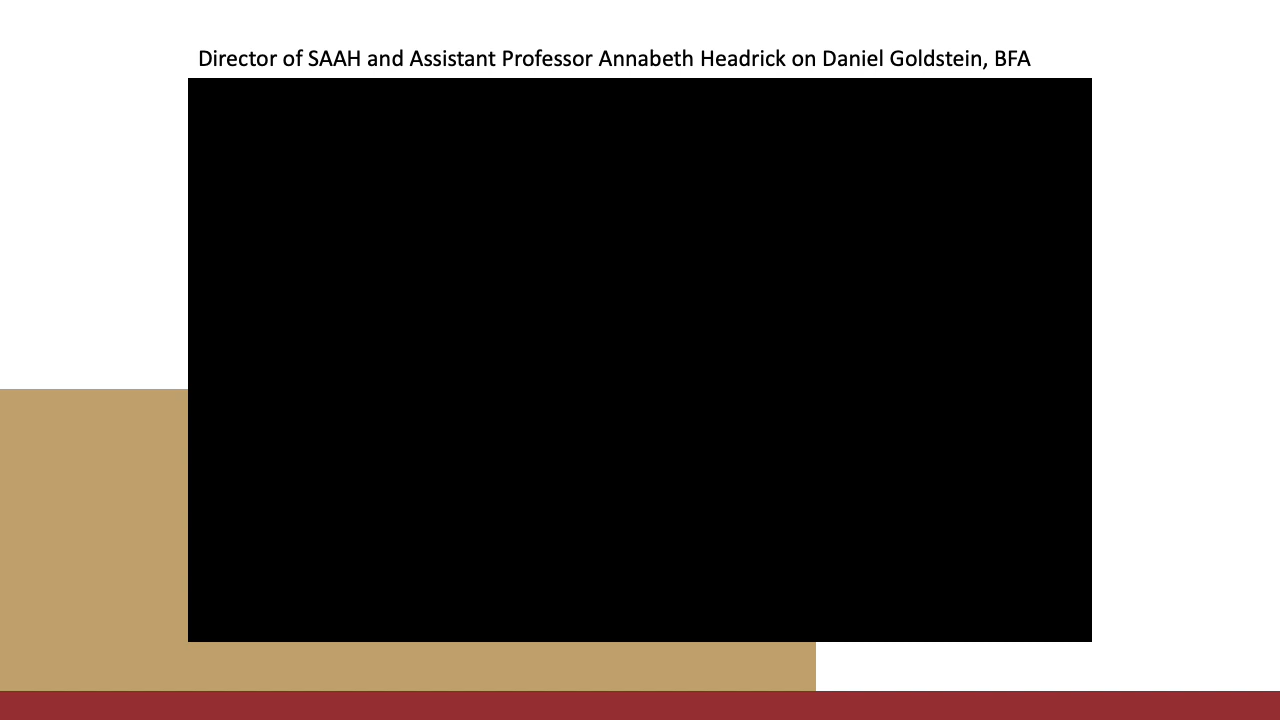 Director of SAAH and Assistant Professor Annabeth Headrick on Daniel Goldstein, BFA